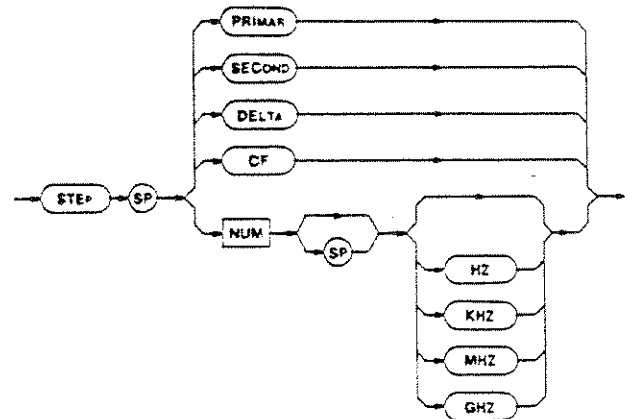 PRIMAR
SECOND
DELTA
CF
STEP SP
NUM SP
HZ
KHZ
MHZ
GHZ